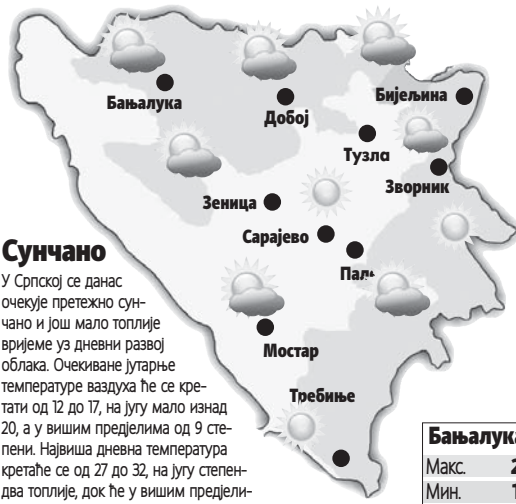 Бањалука
Добој
Бијељина
Тузла
Зворник
Зеница
Сарајево
Мостар
Требиње
Сунчано
У Српској се данас
очекује претежно сун-
чано и још мало топлије
вријеме уз дневни развој
облака. Очекиване јутарње
температуре ваздуха ће се кре-
тати од 12 до 17, на југу мало изнад
20, а у вишим предјелима од 9 сте-
пени. Највиша дневна температура
кретаће се од 27 до 32, на југу степен-
два топлије, док ће у вишим предјели-
Бањалука
Макс.
Мин.